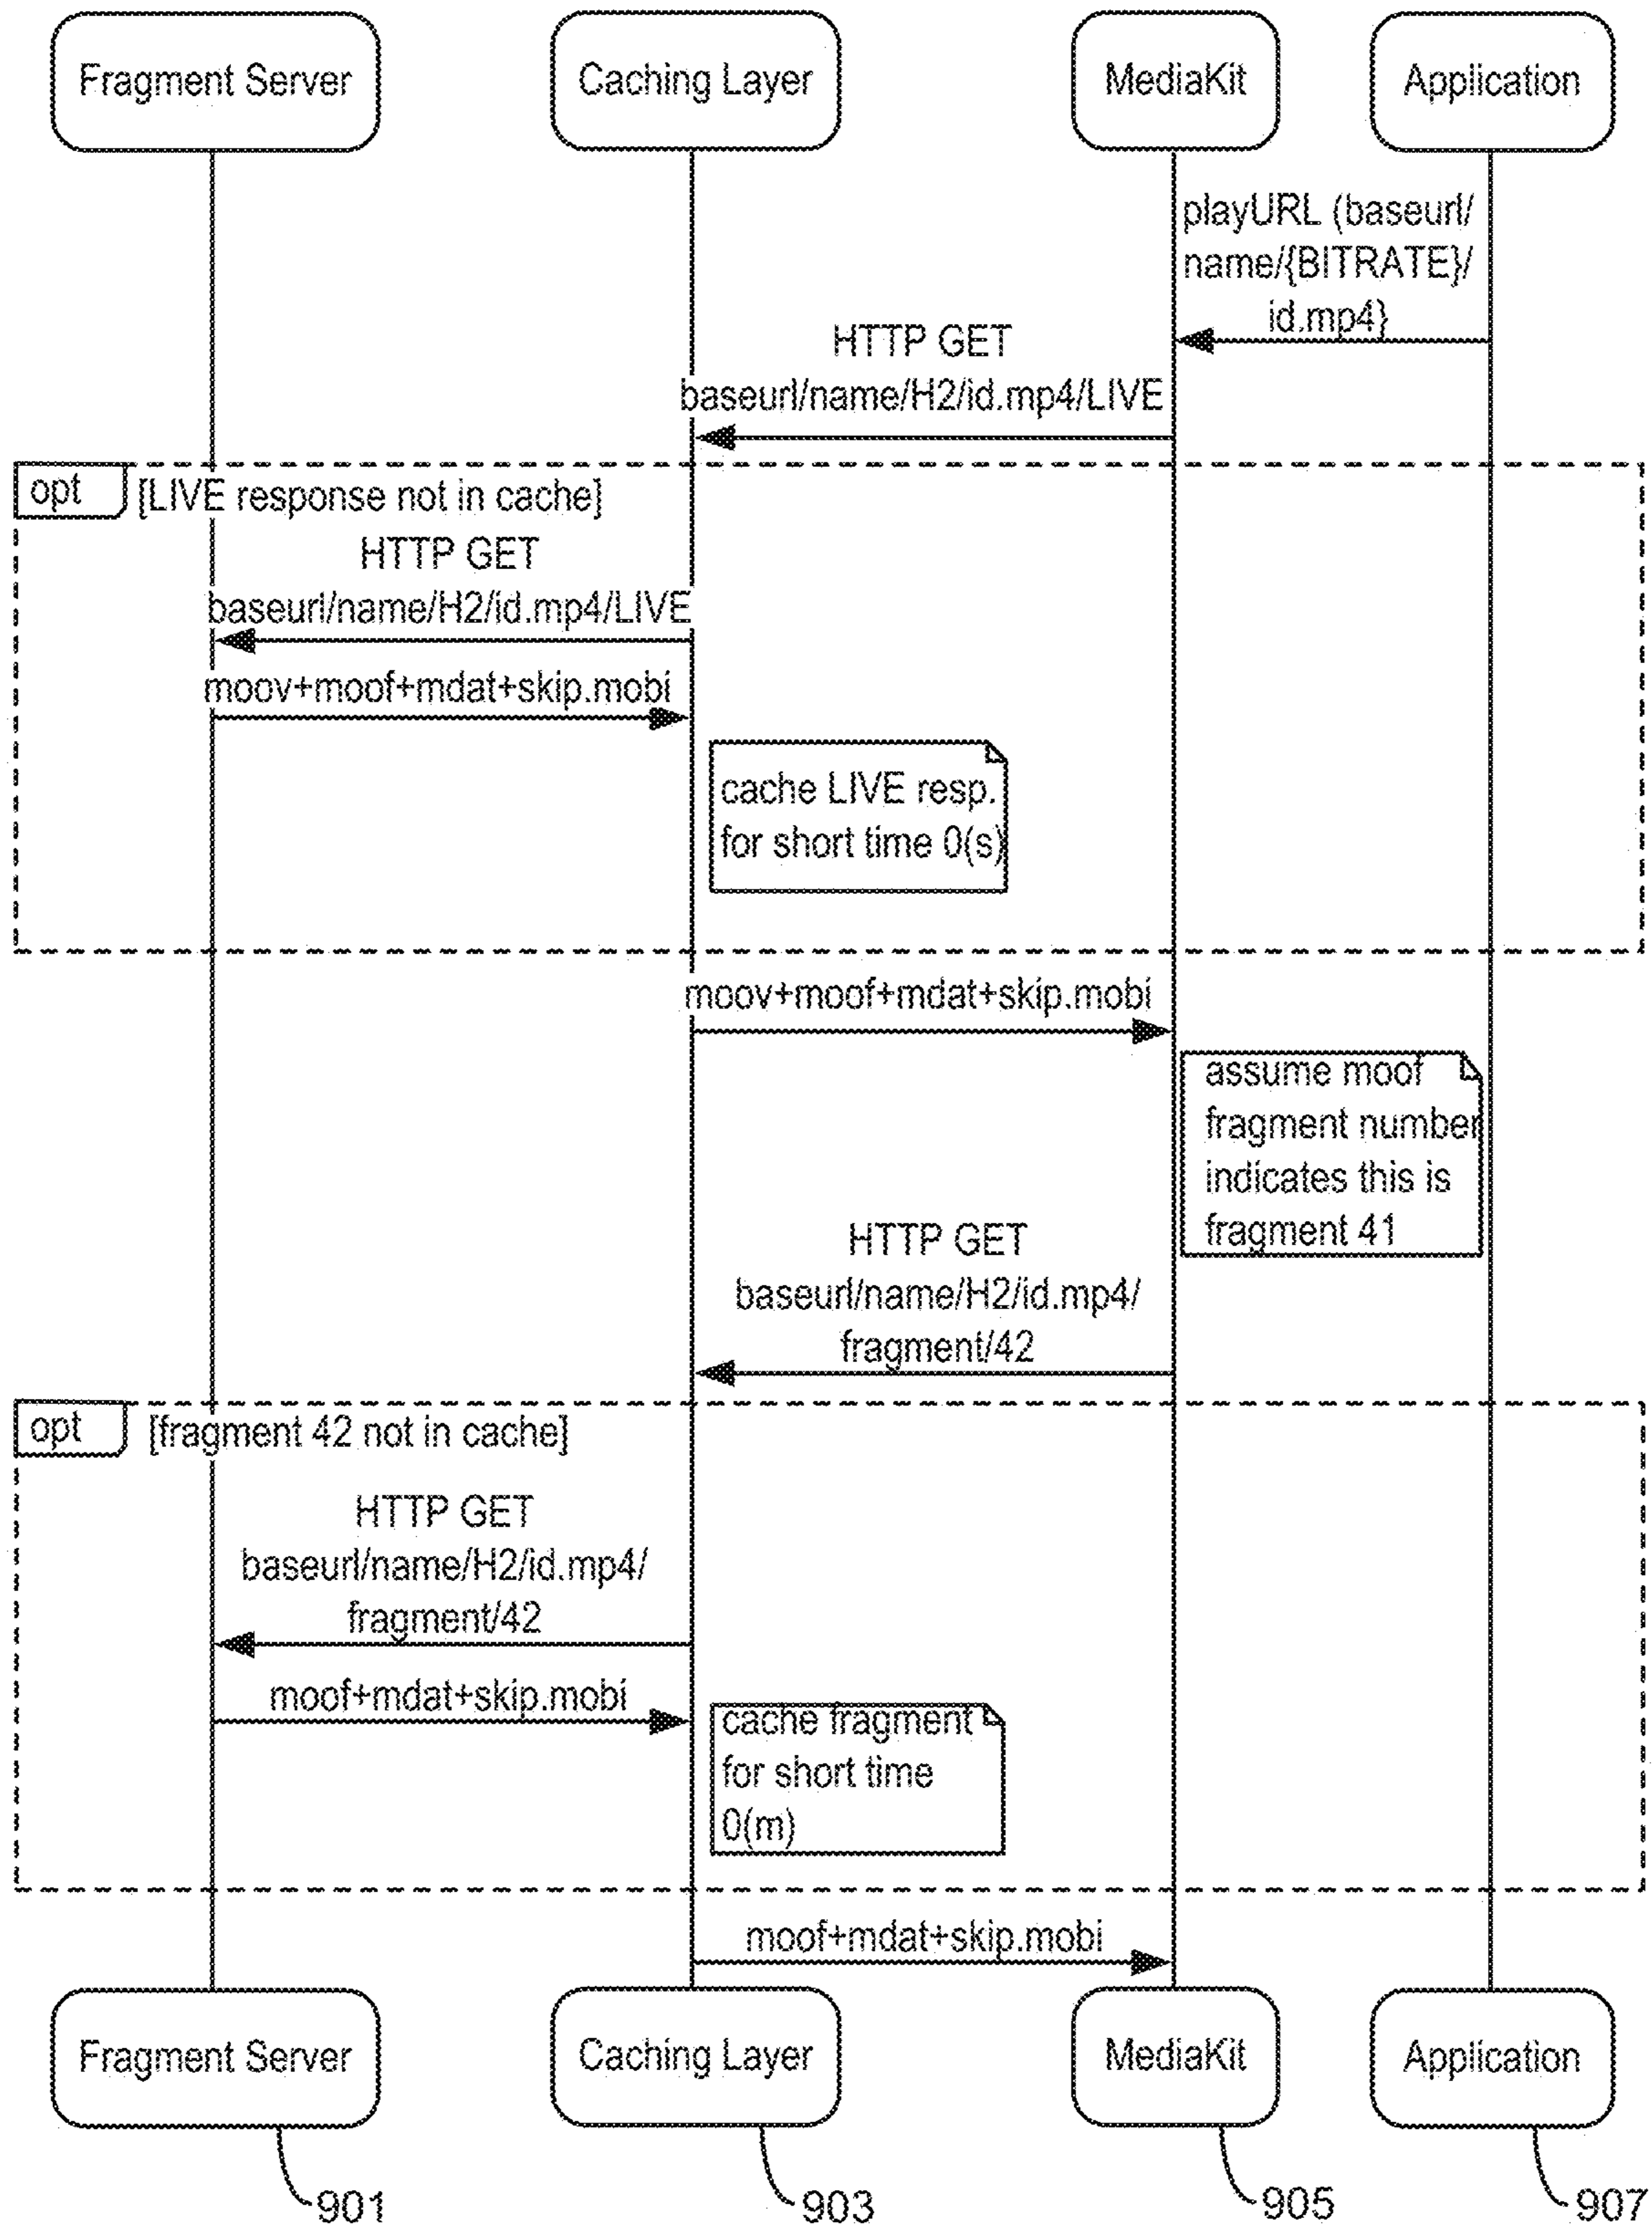 Fragment Server
Caching Layer
MediaKit
Application
playURL (baseurl/
name/{BITRATE}/
id.mp4}
HTTP GET
baseurl/name/H2/id.mp4/LIVE
opt
[LIVE response not in cache]
HTTP GET
baseurl/name/H2/id.mp4/LIVE
moov+moof+mdat+skip.mobi
cache LIVE resp.
for short time 0(s)
moov+moof+mdat+skip.mobi
assume moof
fragment number
indicates this is
fragment 41
HTTP GET
baseurl/name/H2/id.mp4/
fragment/42
opt
[fragment 42 not in cache]
HTTP GET
baseurl/name/H2/id.mp4/
fragment/42
moof+mdat+skip.mobi
cache fragment
for short time
0(m)
moof+mdat+skip.mobi
Fragment Server
Caching Layer
MediaKit
Application
901
903
905
907